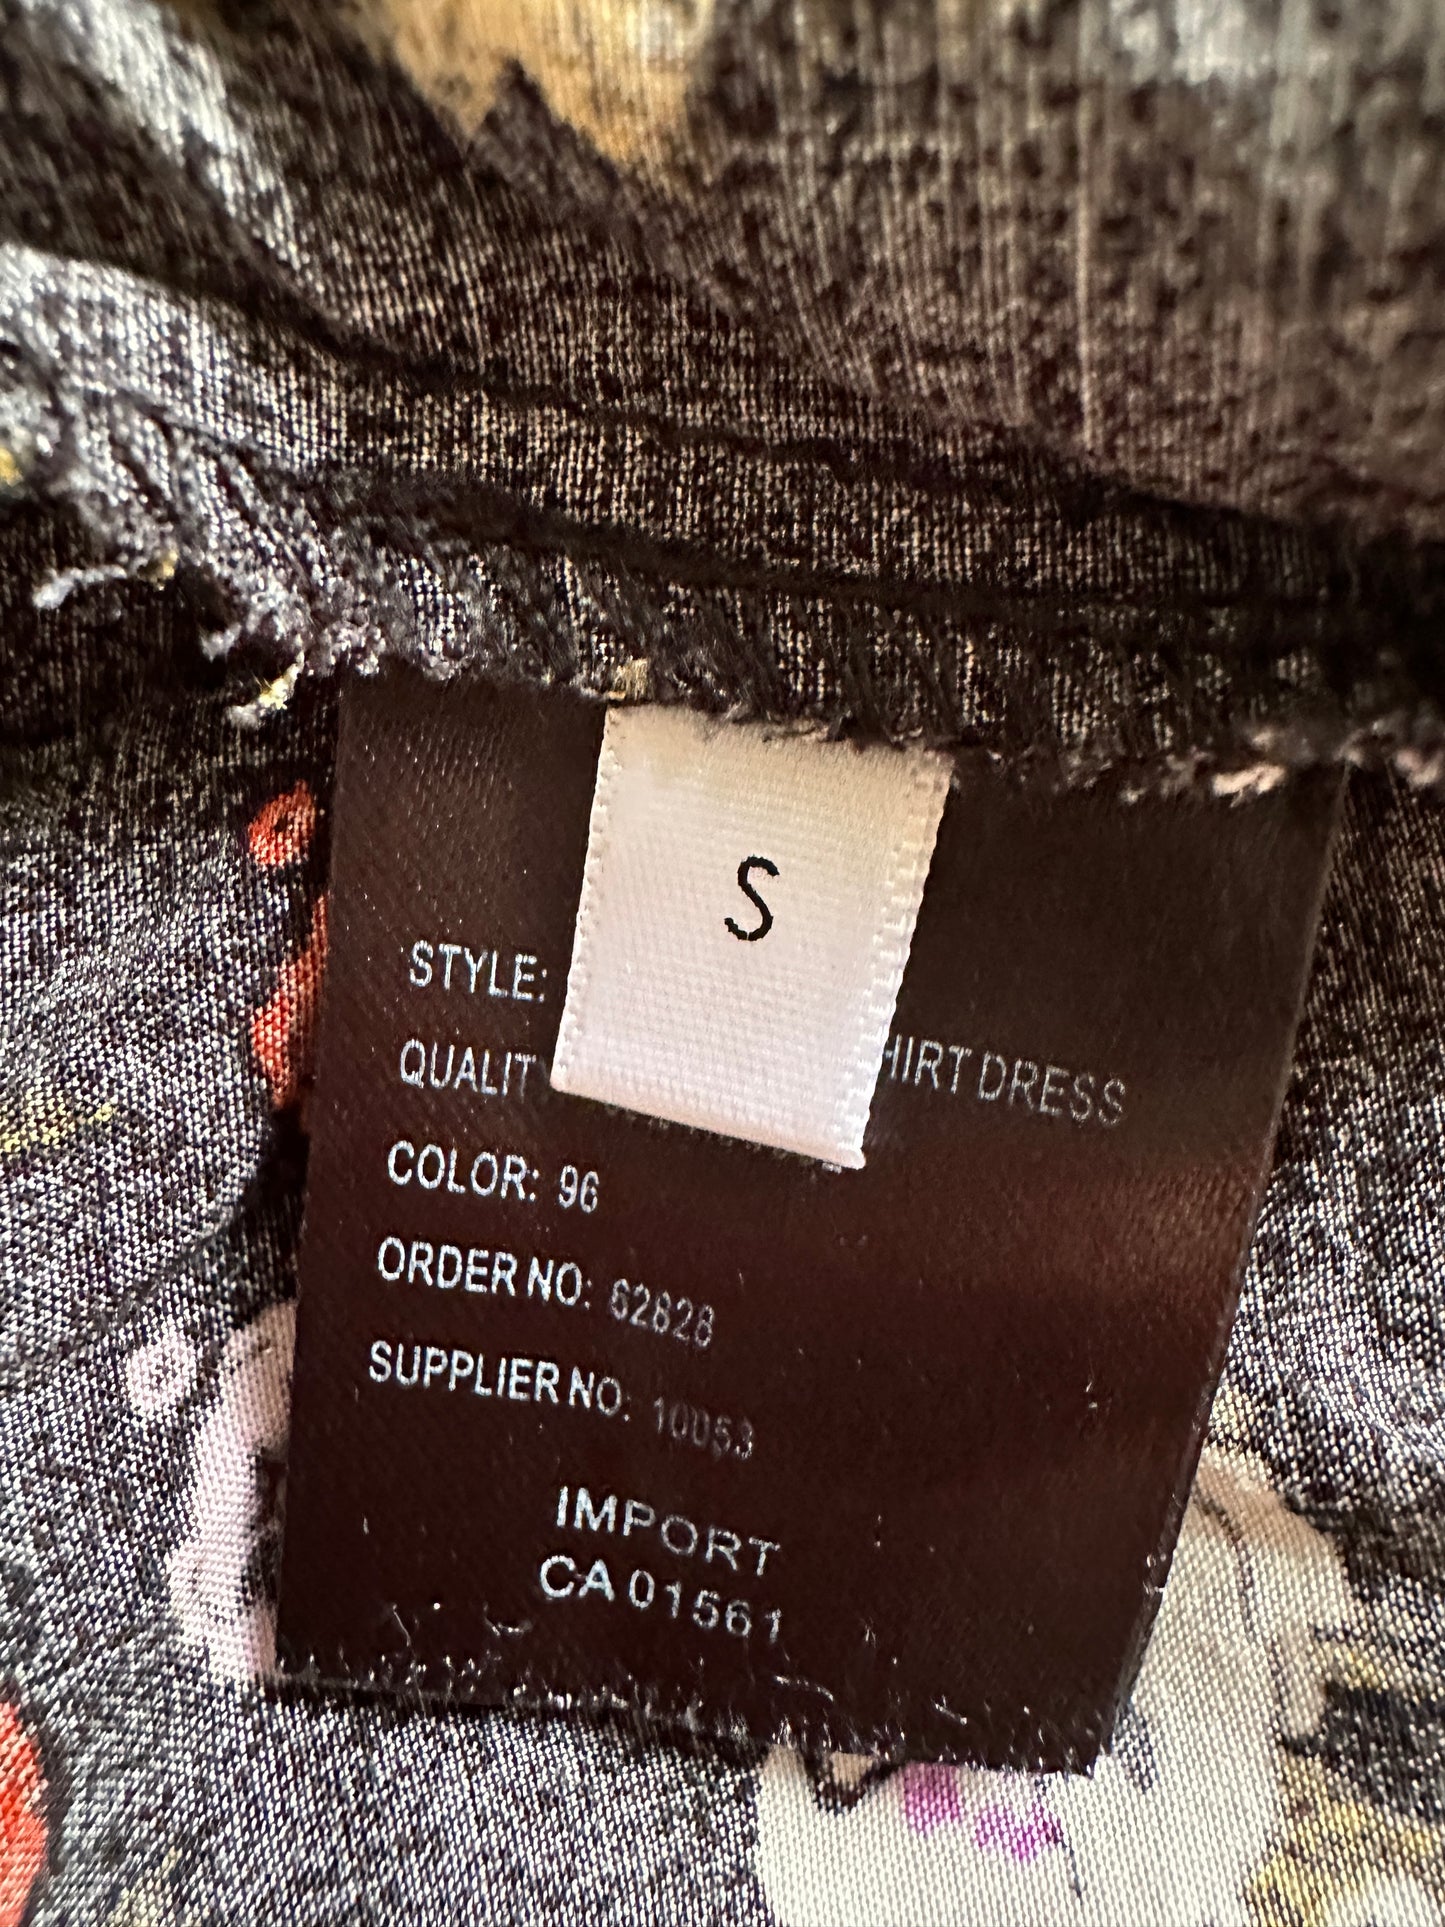 S
STYLE:
HIRT DRESS
QUALIT
COLOR: 96
ORDER NO: 62828
SUPPLIER NO: 10053
IMPORT
CA 01561